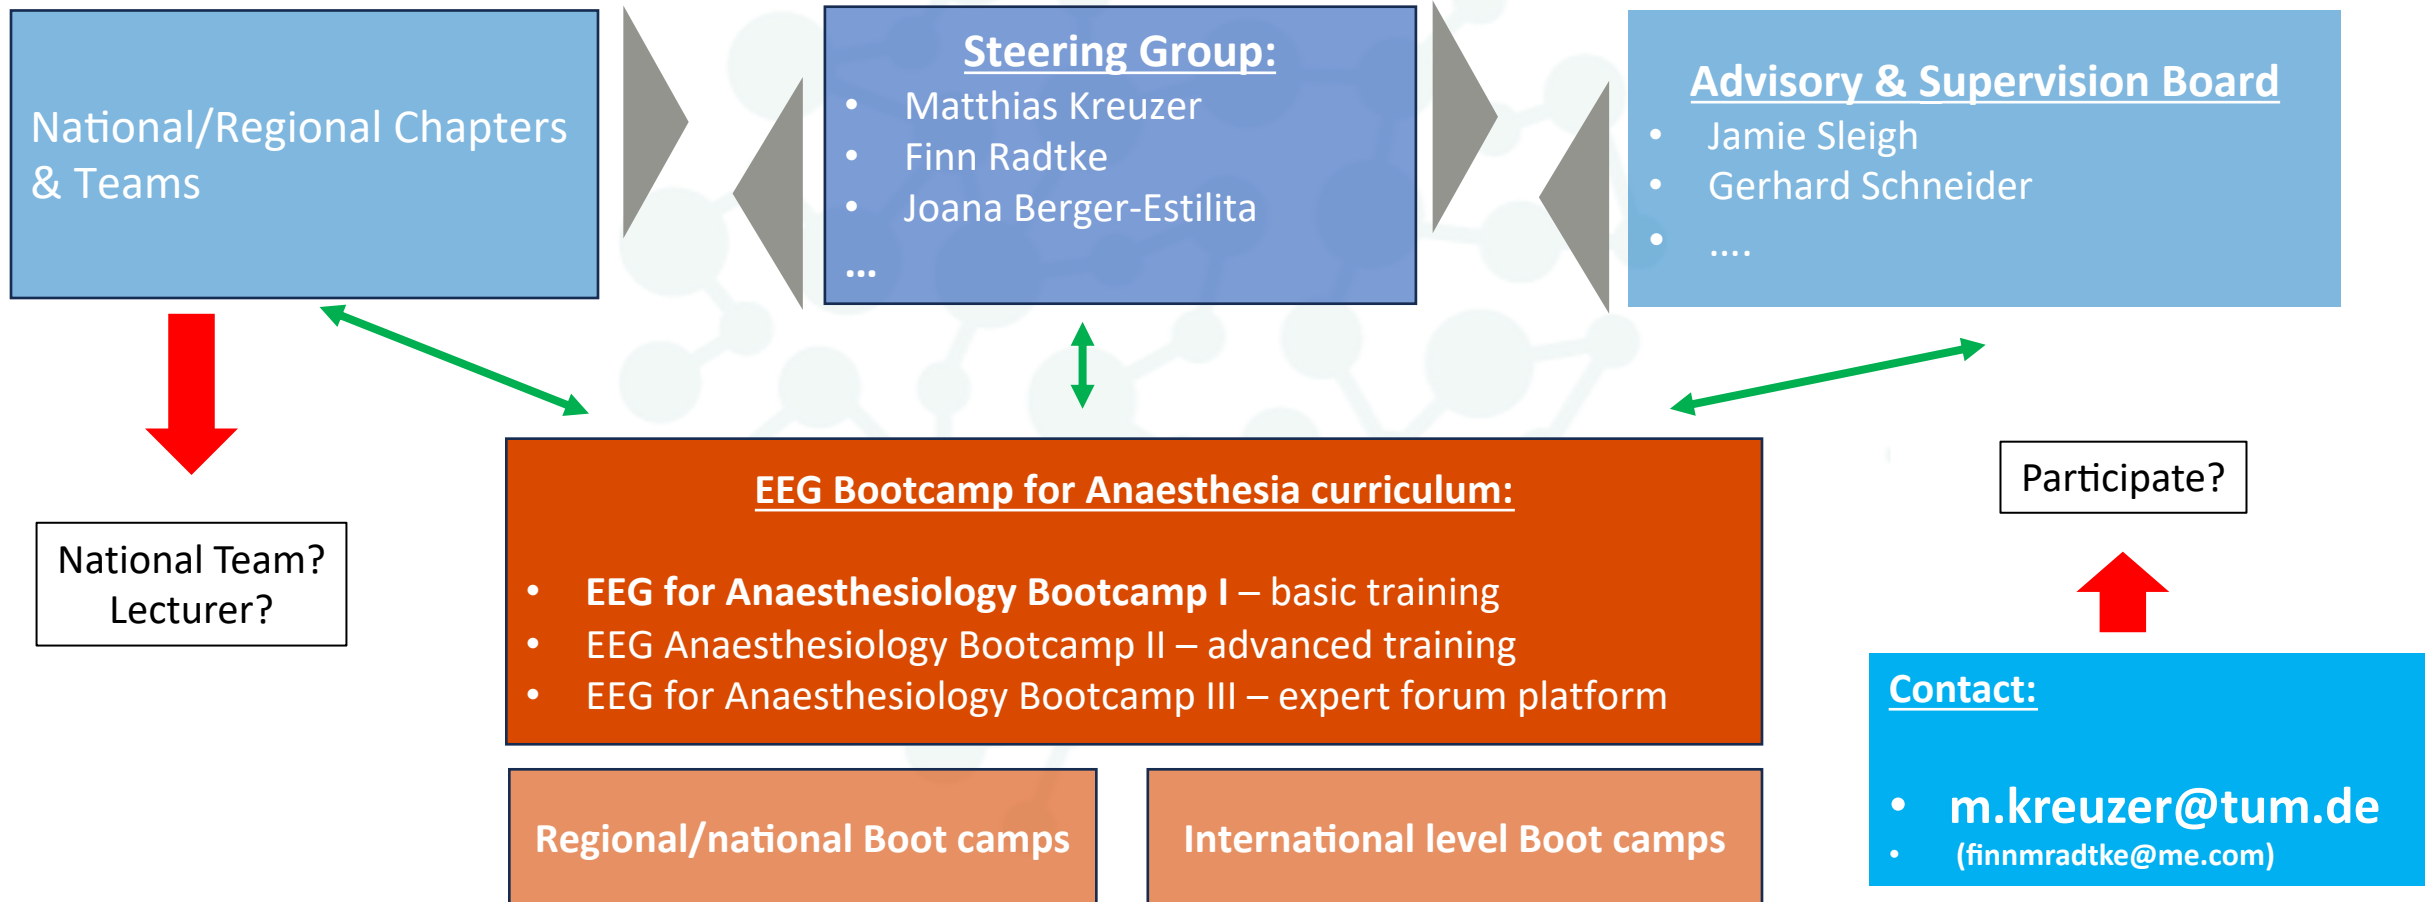 National/Regional Chapters
& Teams
Steering Group:
• Matthias Kreuzer
• Finn Radtke
• Joana Berger-Estilita
...
Advisory & Supervision Board
• Jamie Sleigh
• Gerhard Schneider
• ....
National Team?
Lecturer?
EEG Bootcamp for Anaesthesia curriculum:
• EEG for Anaesthesiology Bootcamp I – basic training
• EEG Anaesthesiology Bootcamp II – advanced training
• EEG for Anaesthesiology Bootcamp III – expert forum platform
Regional/national Boot camps
International level Boot camps
Participate?
Contact:
• m.kreuzer@tum.de
• (finnmradtke@me.com)